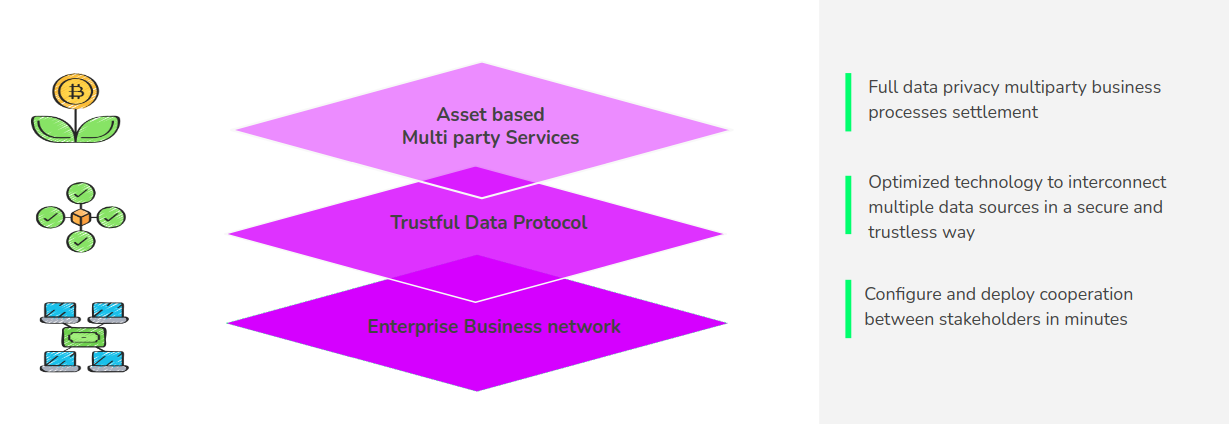 Asset based
Multi party Services
Trustful Data Protocol
Enterprise Business network
Full data privacy multiparty business
processes settlement
Optimized technology to interconnect
multiple data sources in a secure and
trustless way
Configure and deploy cooperation
between stakeholders in minutes